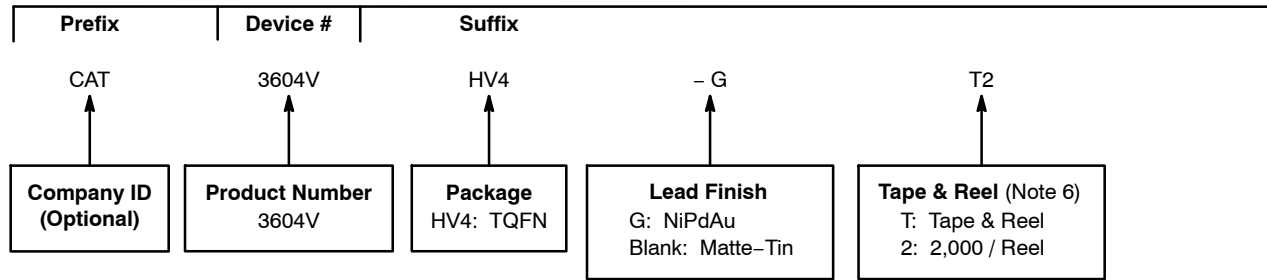 Prefix Device # Suffix
CAT 3604V HV4 – G T2
Company ID
(Optional)
Product Number
3604V
Package
HV4: TQFN
Lead Finish
G: NiPdAu
Blank: Matte−Tin
Tape & Reel (Note 6)
T: Tape & Reel
2: 2,000 / Reel